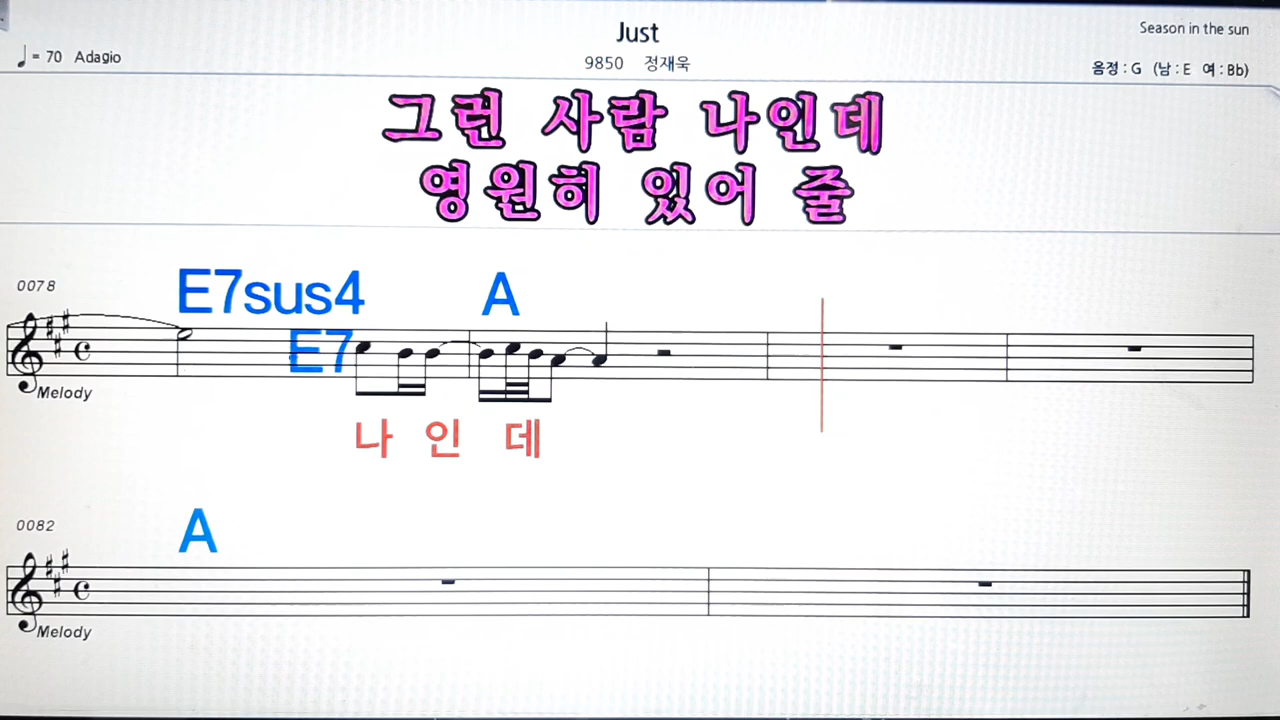 Just
Season in the sun
♩ = 70 Adagio
9850 정재욱
음정 : G (남 : E 여 : Bb)
그런 사람 나인데
영원히 있어 줄
0078
E7sus4
A
E7
Melody
나 인 데
0082
A
Melody